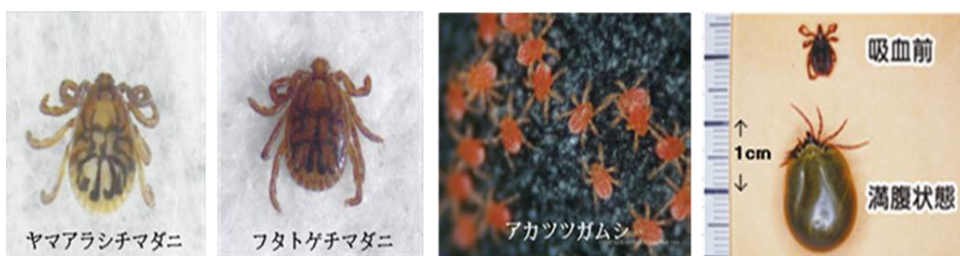 ヤマアラシチマダニ
フタトゲチマダニ
アカツツガムシ
吸血前
1cm
満腹状態